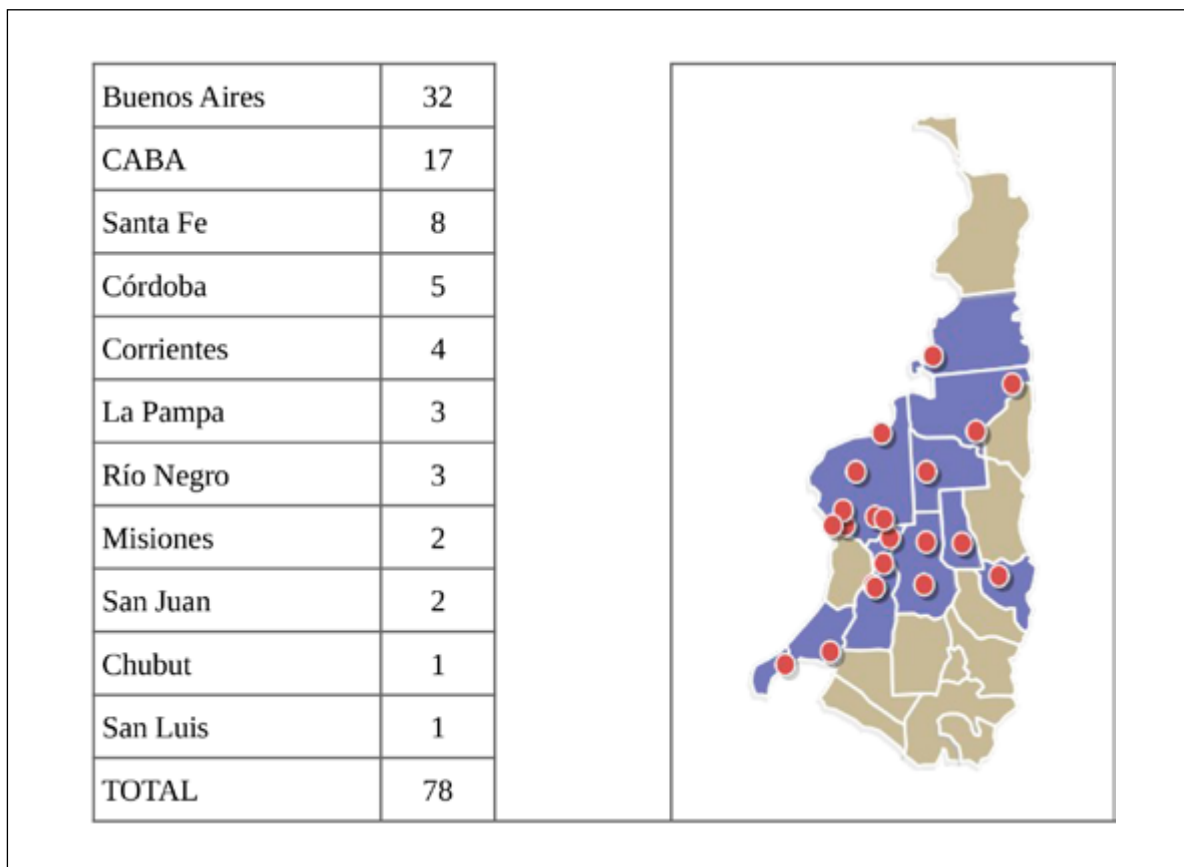 Buenos Aires 32
CABA 17
Santa Fe 8
Córdoba 5
Corrientes 4
La Pampa 3
Río Negro 3
Misiones 2
San Juan 2
Chubut 1
San Luis 1
TOTAL 78